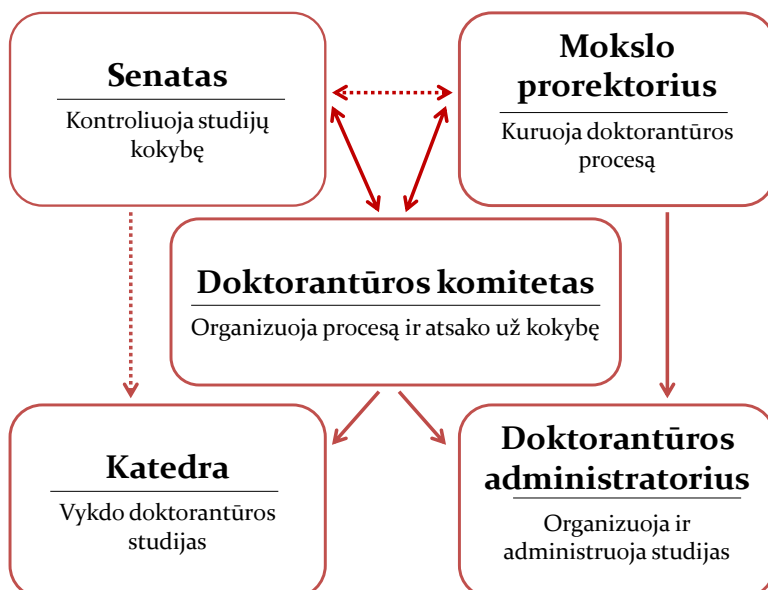 Senatas
Kontroliuoja studijų
kokybę
Mokslo
prorektorius
Kuruoja doktorantūros
procesą
Doktorantūros komitetas
Organizuoja procesą ir atsako už kokybę
Katedra
Vykdo doktorantūros
studijas
Doktorantūros
administratorius
Organizuoja ir
administruoja studijas